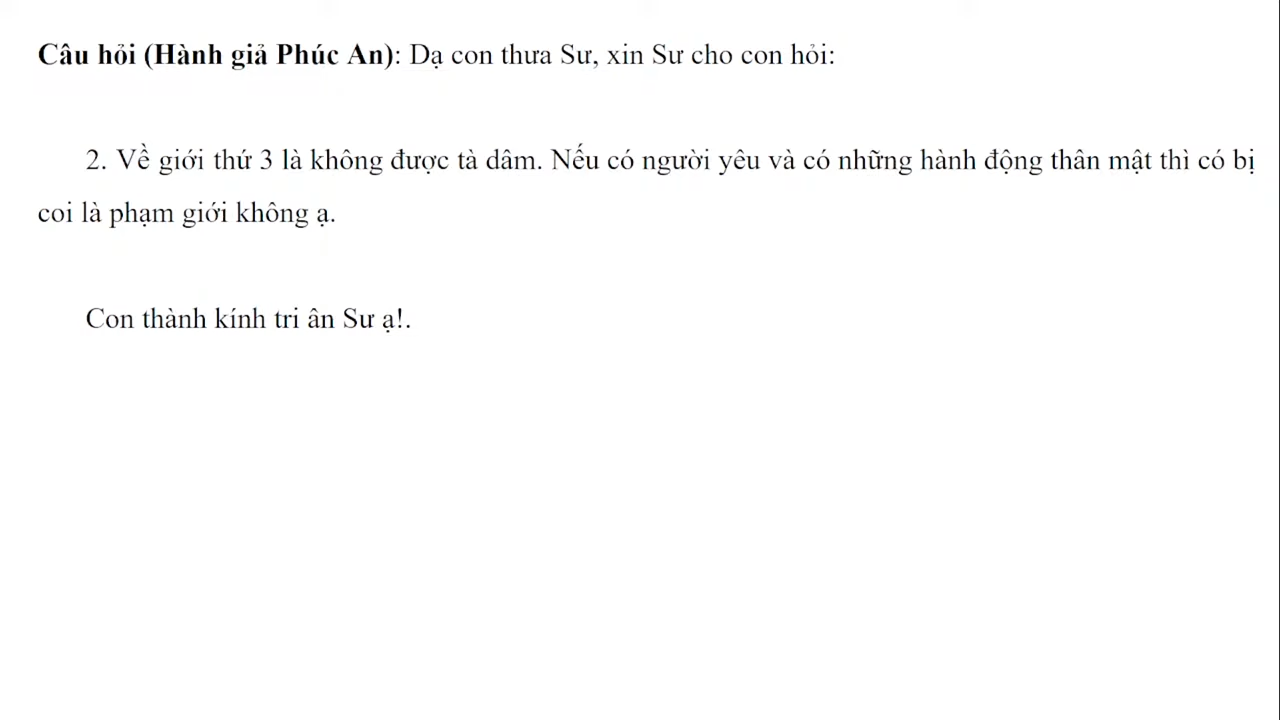 Câu hỏi (Hành giả Phúc An): Dạ con thưa Sư, xin Sư cho con hỏi:
2. Về giới thứ 3 là không được tà dâm. Nếu có người yêu và có những hành động thân mật thì có bị
coi là phạm giới không ạ.
Con thành kính tri ân Sư ạ!.